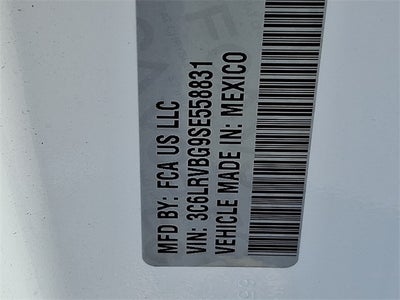 MFD BY: FCA US LLC
VIN: 3C6LRVBG9SE558831
VEHICLE MADE IN: MEXICO